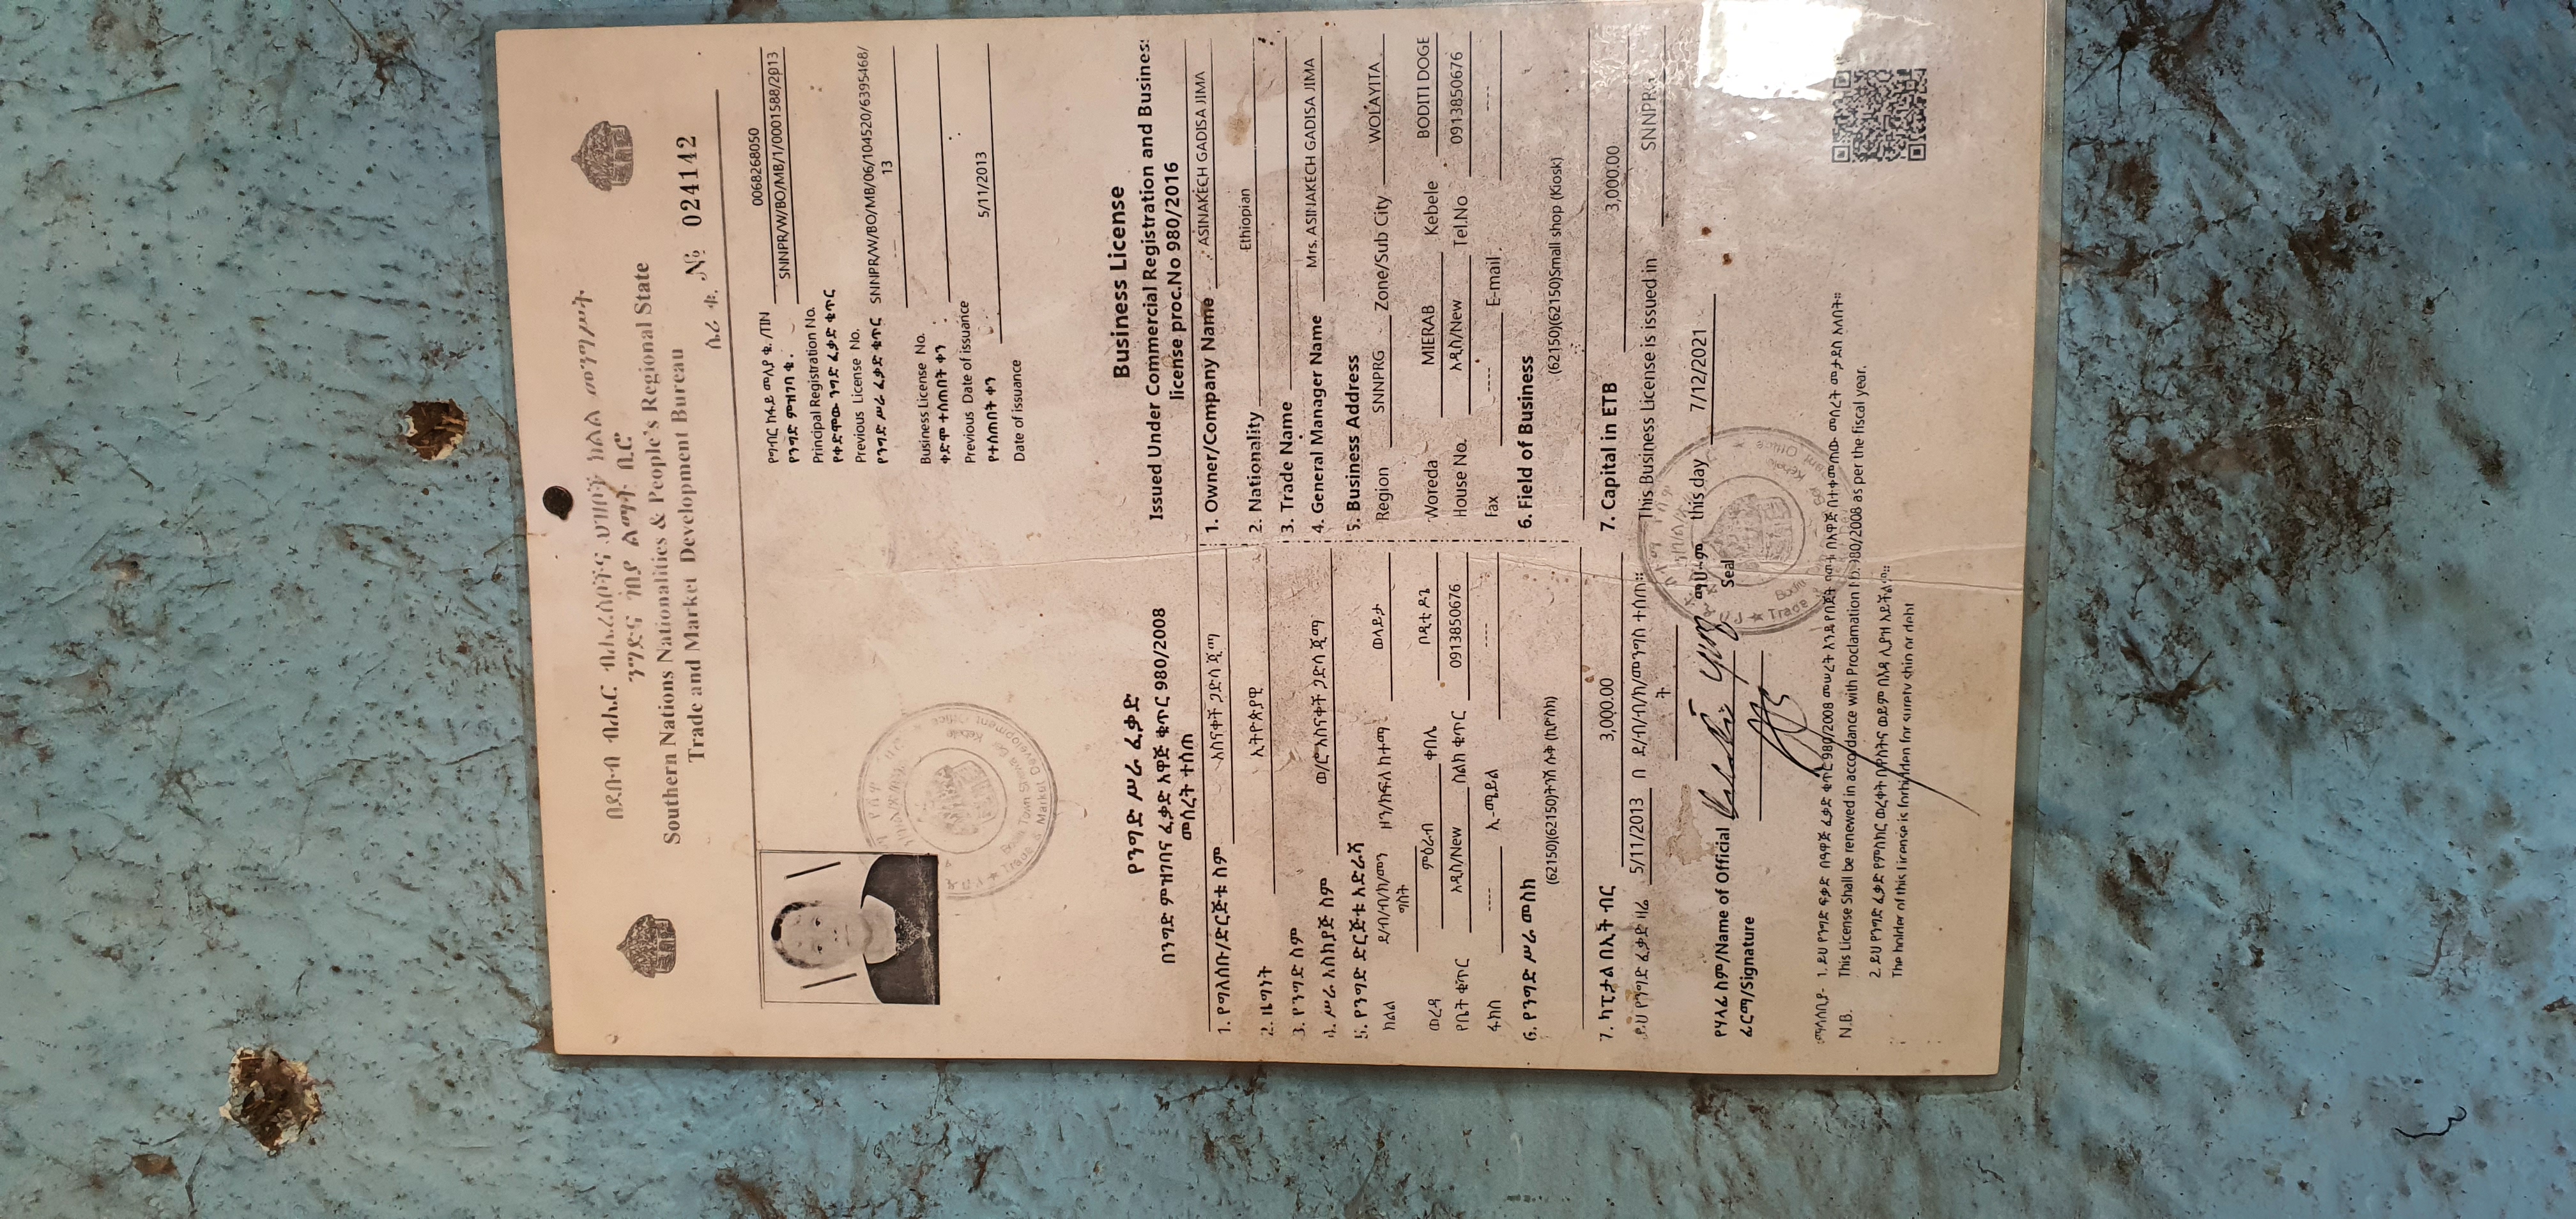 በደቡብ ብሔር ብሔረሰቦችና ህዝቦች ክልል መንግሥት
ንግድና ገበያ ልማት ቢሮ
Southern Nations Nationalities & People's Regional State
Trade and Market Development Bureau
ሴሪ ቁ. № 024142
የግብር ከፋይ መለያ ቁ. /TIN 0068268050
የንግድ ምዝገባ ቁ. SNNPR/W/BO/MB/1/0001588/2013
Principal Registration No.
የቀድሞው ንግድ ፈቃድ ቁጥር
Previous License No.
የንግድ ሥራ ፈቃድ ቁጥር SNNPR/W/BO/MB/06/104520/6395468/
13
Business License No.
ቀድሞ ተሰጠበት ቀን :
Previous Date of issuance
የተሰጠበት ቀን 5/11/2013
Date of issuance
Trade & Market Development Office
የንግድ ሥራ ፈቃድ
በንግድ ምዝገባና ፈቃድ አዋጅ ቁጥር 980/2008
መሰረት ተሰጠ
Business License
Issued Under Commercial Registration and Busines
license proc.No 980/2016
1. የግለሰቡ/ድርጅቱ ስም አስናቀች ጋድሳ ጂማ
2. ዜግነት ኢትዮጵያዊ
3. የንግድ ስም
4. ሥራ አስኪያጅ ስም ወ/ሮ አስናቀች ጋድሳ ጂማ
5. የንግድ ድርጅቱ አድራሻ
ክልል ደ/ብ/ብ/ክ/መን ዞን/ክፍለ ከተማ ወላይታ
ግስት
ወረዳ ምዕራብ ቀበሌ ቦዲቲ ዶጌ
የቤት ቁጥር አዲስ/New ስልክ ቁጥር 0913850676
ፋክስ ---- ኢ-ሜይል ----
6. የንግድ ሥራ መስክ
(62150)(62150)ትንሽ ሱቅ (ኪዮስክ)
7. ካፒታል በኢት ብር 3,000.00
ይህ የንግድ ፈቃድ ዛሬ 5/11/2013 በ ደ/ብ/ብ/ክ/መንግስ ተሰጠ።
ት
1. Owner/Company Name ASINAKECH GADISA JIMA
2. Nationality Ethiopian
3. Trade Name
4. General Manager Name Mrs. ASINAKECH GADISA JIMA
5. Business Address
Region SNNPRG Zone/Sub City WOLAYITA
Woreda MIERAB Kebele BODITI DOGE
House No. አዲስ/New Tel.No 0913850676
Fax ---- E-mail ----
6. Field of Business
(62150)(62150)Small shop (Kiosk)
7. Capital in ETB 3,000.00
This Business License is issued in SNNPRG
this day 7/12/2021
ማህተም
Seal
የሃላፊ ስም/Name of Official
ፊርማ/Signature
ማሳሰቢያ- 1. ይህ የንግድ ፍቃድ በዓዋጅ ፈቃድ ቁጥር 980/2008 መሠረት እንደ የበጀት ዓመቱ በአዋጅ በተቀመጠው መሰረት መታደስ አለበት።
N.B. This License Shall be renewed in accordance with Proclamation No. 980/2008 as per the fiscal year.
2. ይህ የንግድ ፈቃድ የምስክር ወረቀት በዋስትና ወይም በእዳ ሊያዝ አይችልም።
The holder of this License is forbidden for surety ship or debt